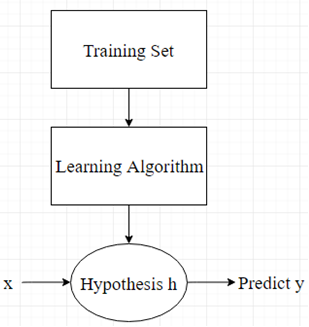 Training Set
Learning Algorithm
x
Hypothesis h
Predict y